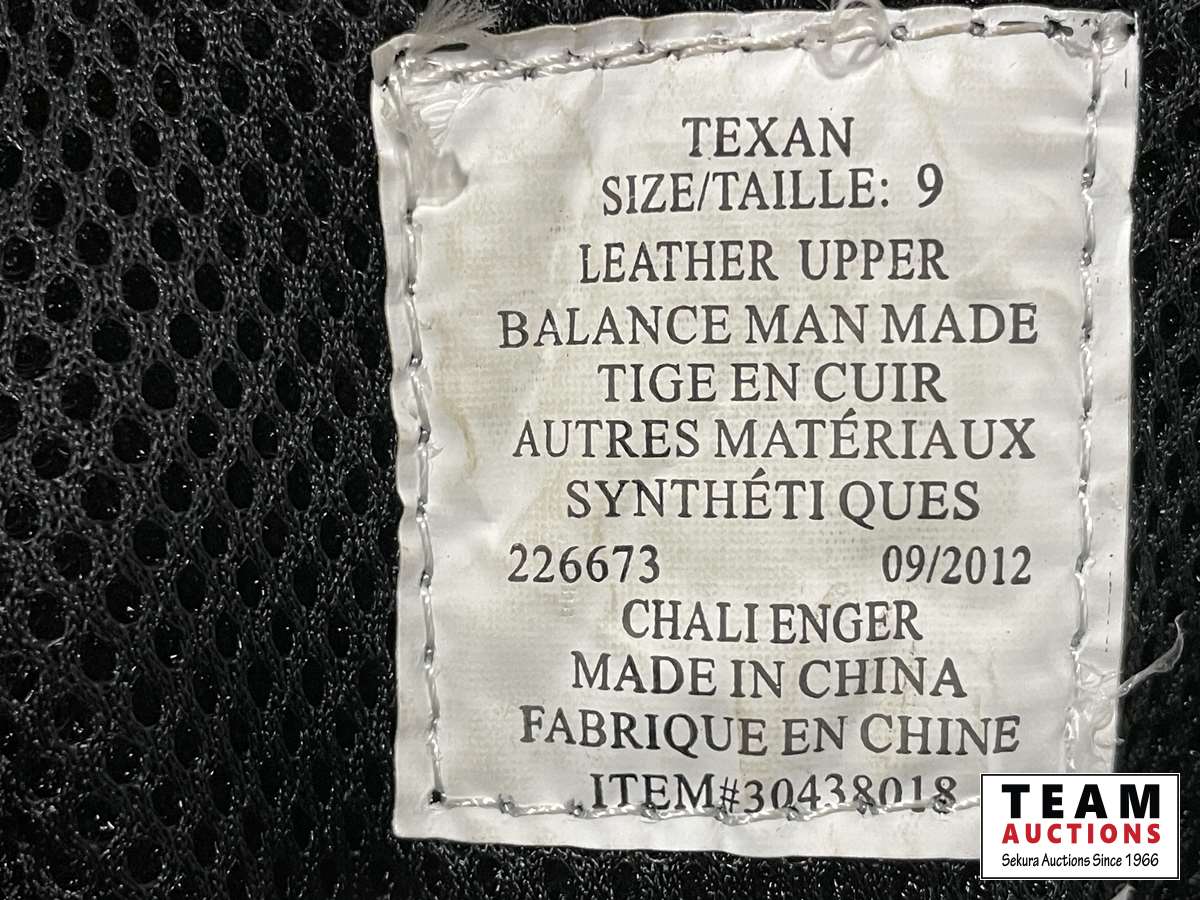 TEXAN
SIZE/TAILLE: 9
LEATHER UPPER
BALANCE MAN MADE
TIGE EN CUIR
AUTRES MATÉRIAUX
SYNTHÉTI QUES
226673 09/2012
CHALI ENGER
MADE IN CHINA
FABRIQUE EN CHINE
ITEM#30438018
TEAM
AUCTIONS
Sekura Auctions Since 1966